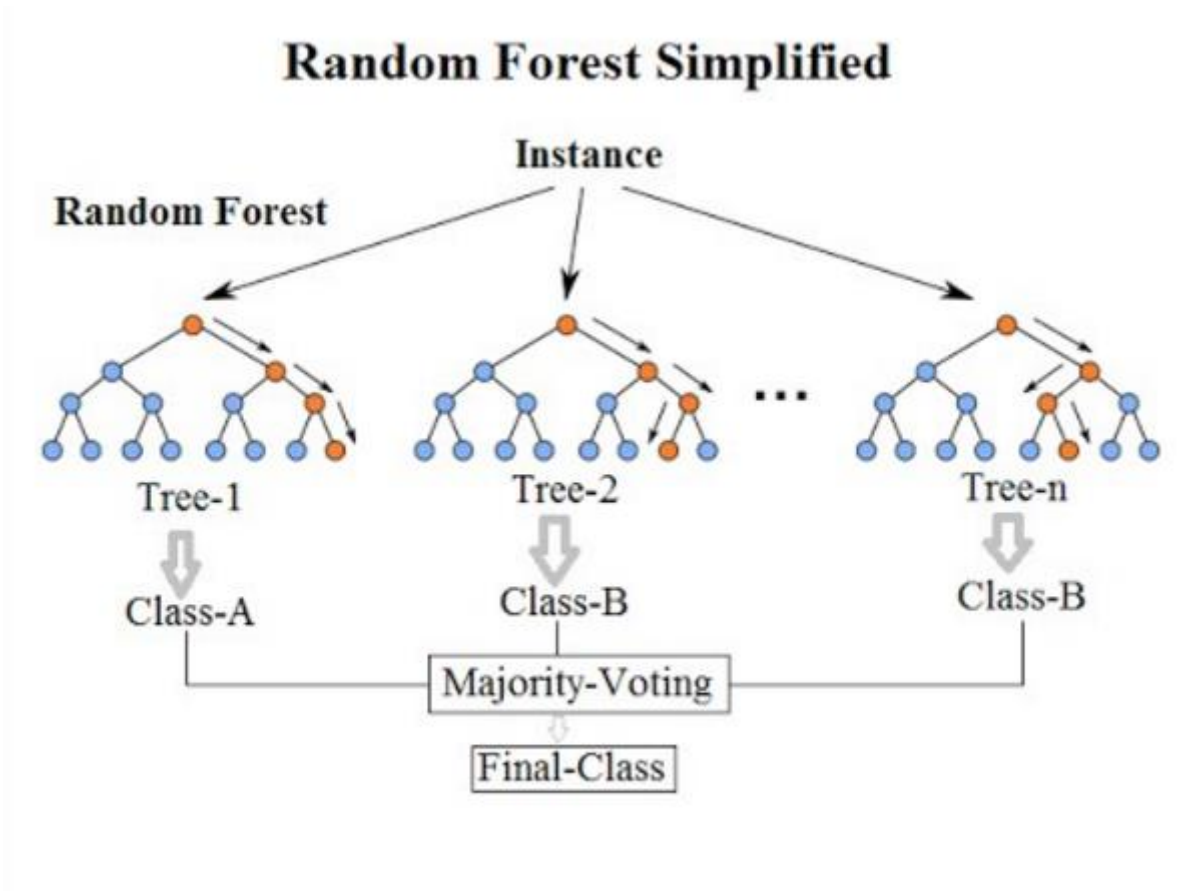 Random Forest Simplified
Instance
Random Forest
...
Tree-1
Tree-2
Tree-n
Class-A
Class-B
Class-B
Majority-Voting
Final-Class